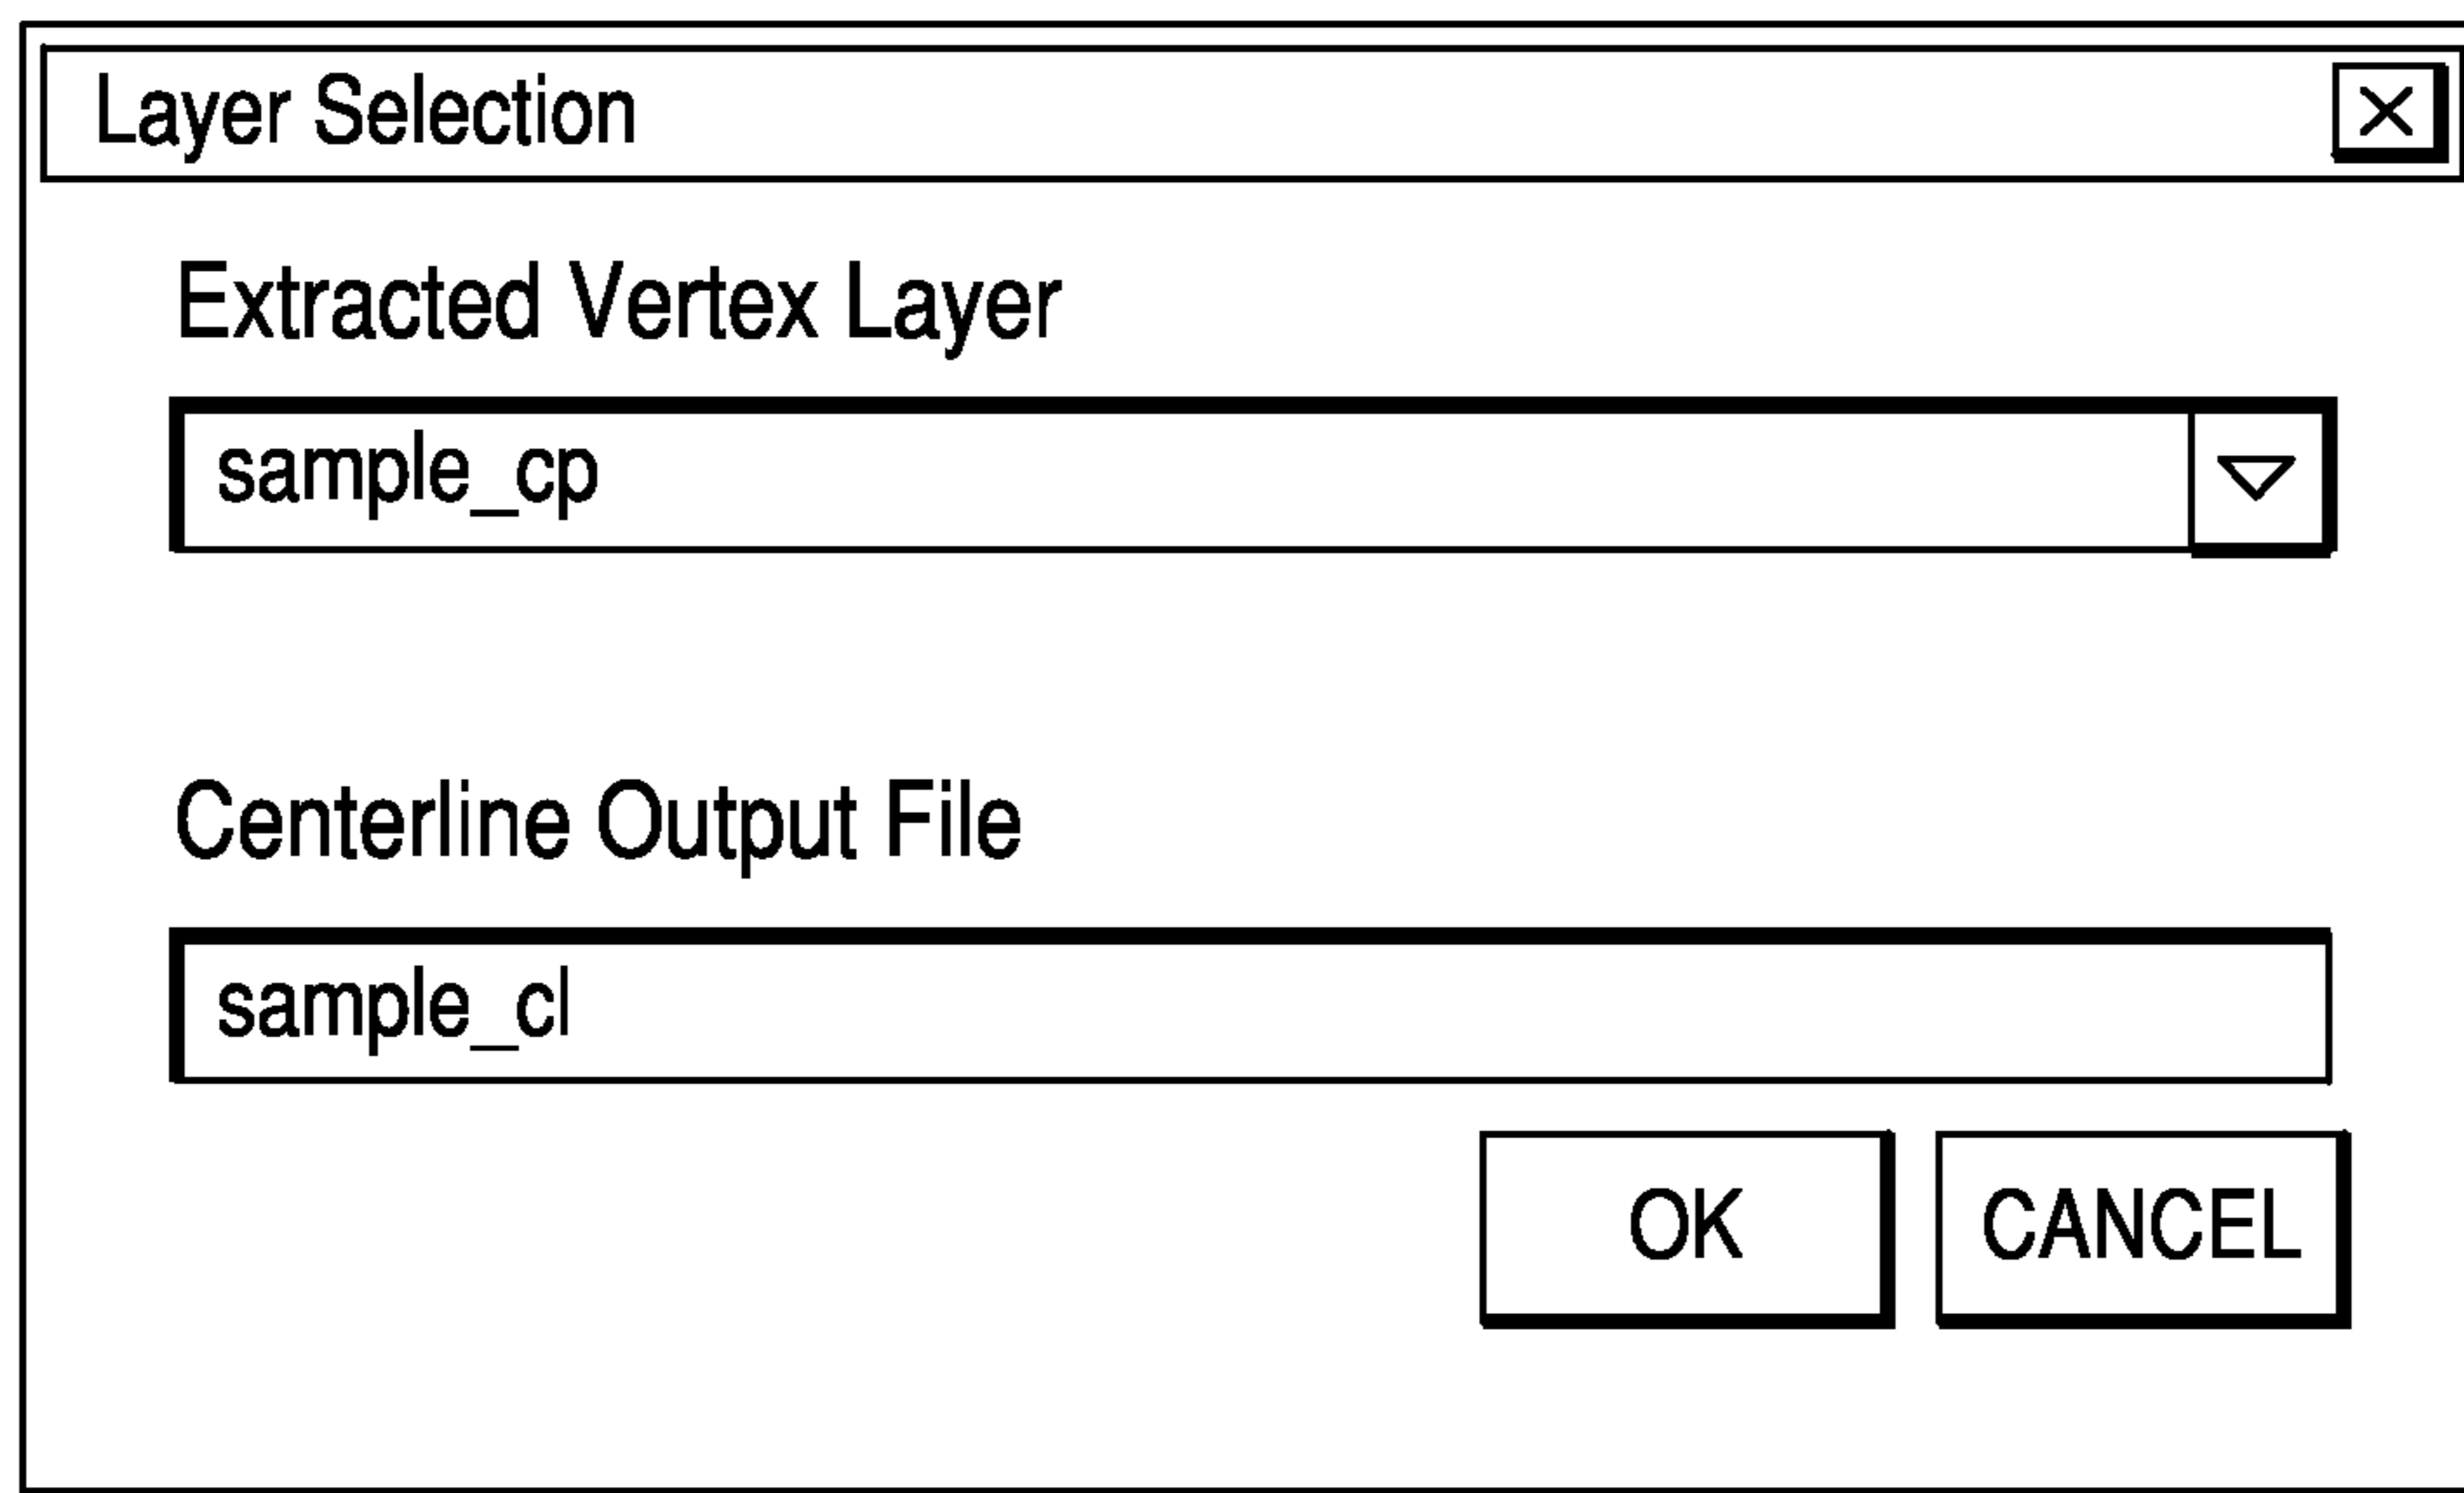 Layer Selection
Extracted Vertex Layer
sample_cp
Centerline Output File
sample_cl
OK
CANCEL